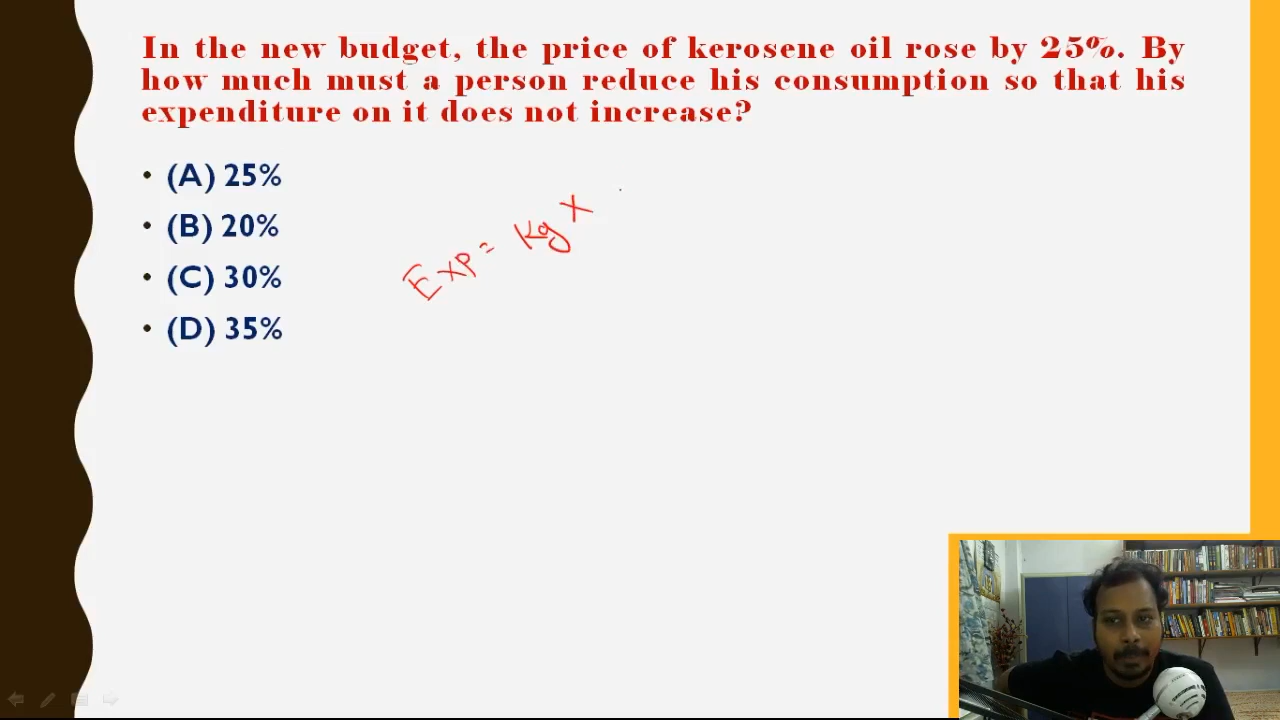 In the new budget, the price of kerosene oil rose by 25%. By
how much must a person reduce his consumption so that his
expenditure on it does not increase?
• (A) 25%
• (B) 20%
• (C) 30%
• (D) 35%
Exp = Kg ×